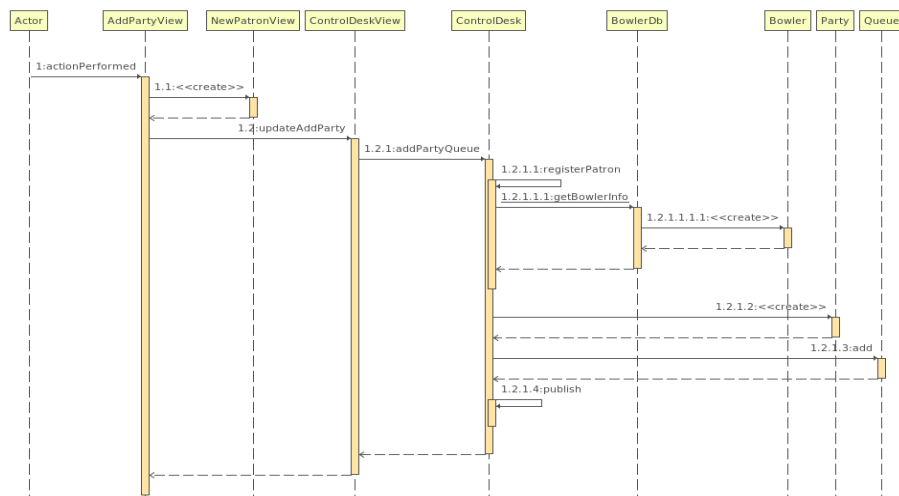 Actor AddPartyView NewPatronView ControlDeskView ControlDesk BowlerDb Bowler Party Queue
1:actionPerformed
1.1:<<create>>
1.2:updateAddParty
1.2.1:addPartyQueue
1.2.1.1:registerPatron
1.2.1.1.1:getBowlerInfo
1.2.1.1.1.1:<<create>>
1.2.1.2:<<create>>
1.2.1.3:add
1.2.1.4:publish